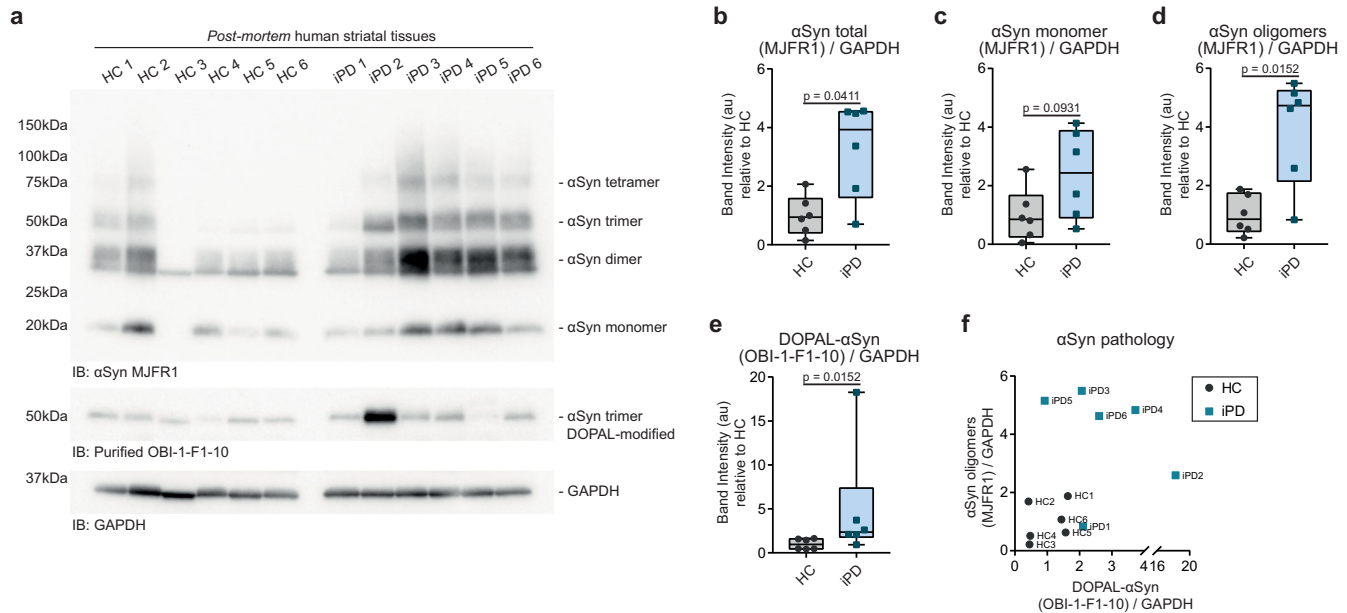 a
Post-mortem human striatal tissues
HC 1
HC 2
HC 3
HC 4
HC 5
HC 6
iPD 1
iPD 2
iPD 3
iPD 4
iPD 5
iPD 6
150kDa
100kDa
75kDa
50kDa
37kDa
25kDa
20kDa
- αSyn tetramer
- αSyn trimer
- αSyn dimer
- αSyn monomer
IB: αSyn MJFR1
50kDa
- αSyn trimer
DOPAL-modified
IB: Purified OBI-1-F1-10
37kDa
- GAPDH
IB: GAPDH
b
αSyn total
(MJFR1) / GAPDH
Band Intensity (au)
relative to HC
6
4
2
0
p = 0.0411
HC
iPD
c
αSyn monomer
(MJFR1) / GAPDH
Band Intensity (au)
relative to HC
6
4
2
0
p = 0.0931
HC
iPD
d
αSyn oligomers
(MJFR1) / GAPDH
Band Intensity (au)
relative to HC
6
4
2
0
p = 0.0152
HC
iPD
e
DOPAL-αSyn
(OBI-1-F1-10) / GAPDH
Band Intensity (au)
relative to HC
20
15
10
5
0
p = 0.0152
HC
iPD
f
αSyn pathology
αSyn oligomers
(MJFR1) / GAPDH
6
4
2
0
iPD5
iPD3
iPD6
iPD4
iPD2
HC2
HC1
HC6
iPD1
HC4
HC5
HC3
0 1 2 3 4 16 20
DOPAL-αSyn
(OBI-1-F1-10) / GAPDH
HC
iPD